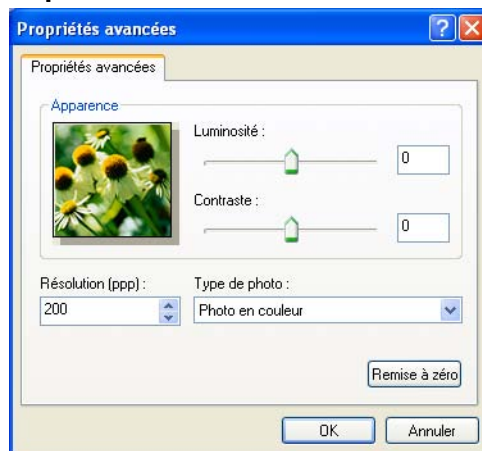 Propriétés avancées
Propriétés avancées
Apparence
Luminosité :
0
Contraste :
0
Résolution (ppp) :
Type de photo :
200
Photo en couleur
Remise à zéro
OK
Annuler